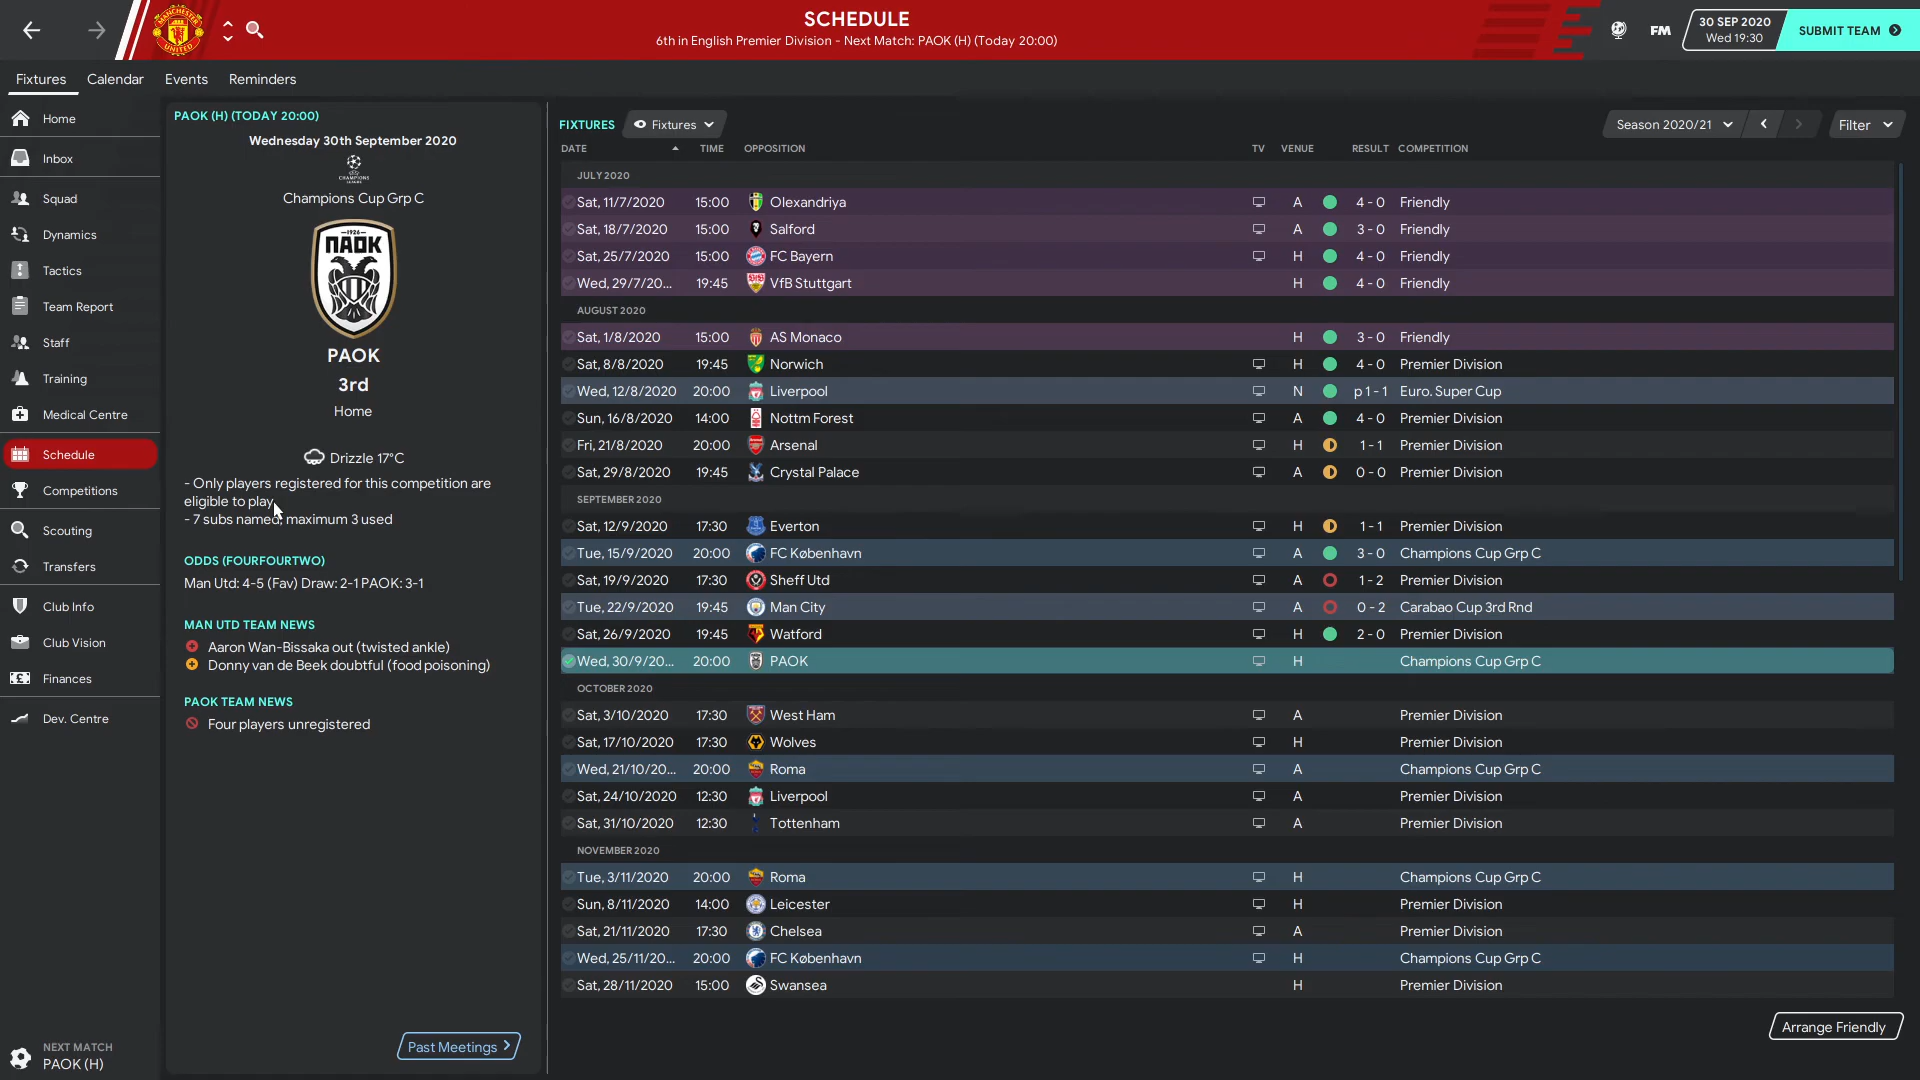 SCHEDULE
6th in English Premier Division - Next Match: PAOK (H) (Today 20:00)
MANCHESTER
UNITED
FM
30 SEP 2020
Wed 19:30
SUBMIT TEAM
Fixtures Calendar Events Reminders
Home
Inbox
Squad
Dynamics
Tactics
Team Report
Staff
Training
Medical Centre
Schedule
Competitions
Scouting
Transfers
Club Info
Club Vision
Finances
Dev. Centre
NEXT MATCH
PAOK (H)
PAOK (H) (TODAY 20:00)
Wednesday 30th September 2020
CHAMPIONS
Champions Cup Grp C
1926
ΠΑΟΚ
PAOK
3rd
Home
Drizzle 17°C
- Only players registered for this competition are
eligible to play
- 7 subs named, maximum 3 used
ODDS (FOURFOURTWO)
Man Utd: 4-5 (Fav) Draw: 2-1 PAOK: 3-1
MAN UTD TEAM NEWS
Aaron Wan-Bissaka out (twisted ankle)
Donny van de Beek doubtful (food poisoning)
PAOK TEAM NEWS
Four players unregistered
Past Meetings
FIXTURES Fixtures Season 2020/21 Filter
DATE TIME OPPOSITION TV VENUE RESULT COMPETITION
JULY 2020
Sat, 11/7/2020 15:00 Olexandriya A 4 - 0 Friendly
Sat, 18/7/2020 15:00 Salford A 3 - 0 Friendly
Sat, 25/7/2020 15:00 FC Bayern H 4 - 0 Friendly
Wed, 29/7/20... 19:45 VfB Stuttgart H 4 - 0 Friendly
AUGUST 2020
Sat, 1/8/2020 15:00 AS Monaco H 3 - 0 Friendly
Sat, 8/8/2020 19:45 Norwich H 4 - 0 Premier Division
Wed, 12/8/2020 20:00 Liverpool N p 1 - 1 Euro. Super Cup
Sun, 16/8/2020 14:00 Nottm Forest A 4 - 0 Premier Division
Fri, 21/8/2020 20:00 Arsenal H 1 - 1 Premier Division
Sat, 29/8/2020 19:45 Crystal Palace A 0 - 0 Premier Division
SEPTEMBER 2020
Sat, 12/9/2020 17:30 Everton H 1 - 1 Premier Division
Tue, 15/9/2020 20:00 FC København A 3 - 0 Champions Cup Grp C
Sat, 19/9/2020 17:30 Sheff Utd A 1 - 2 Premier Division
Tue, 22/9/2020 19:45 Man City A 0 - 2 Carabao Cup 3rd Rnd
Sat, 26/9/2020 19:45 Watford H 2 - 0 Premier Division
Wed, 30/9/20... 20:00 PAOK H Champions Cup Grp C
OCTOBER 2020
Sat, 3/10/2020 17:30 West Ham A Premier Division
Sat, 17/10/2020 17:30 Wolves H Premier Division
Wed, 21/10/20... 20:00 Roma A Champions Cup Grp C
Sat, 24/10/2020 12:30 Liverpool A Premier Division
Sat, 31/10/2020 12:30 Tottenham A Premier Division
NOVEMBER 2020
Tue, 3/11/2020 20:00 Roma H Champions Cup Grp C
Sun, 8/11/2020 14:00 Leicester H Premier Division
Sat, 21/11/2020 17:30 Chelsea A Premier Division
Wed, 25/11/20... 20:00 FC København H Champions Cup Grp C
Sat, 28/11/2020 15:00 Swansea H Premier Division
Arrange Friendly